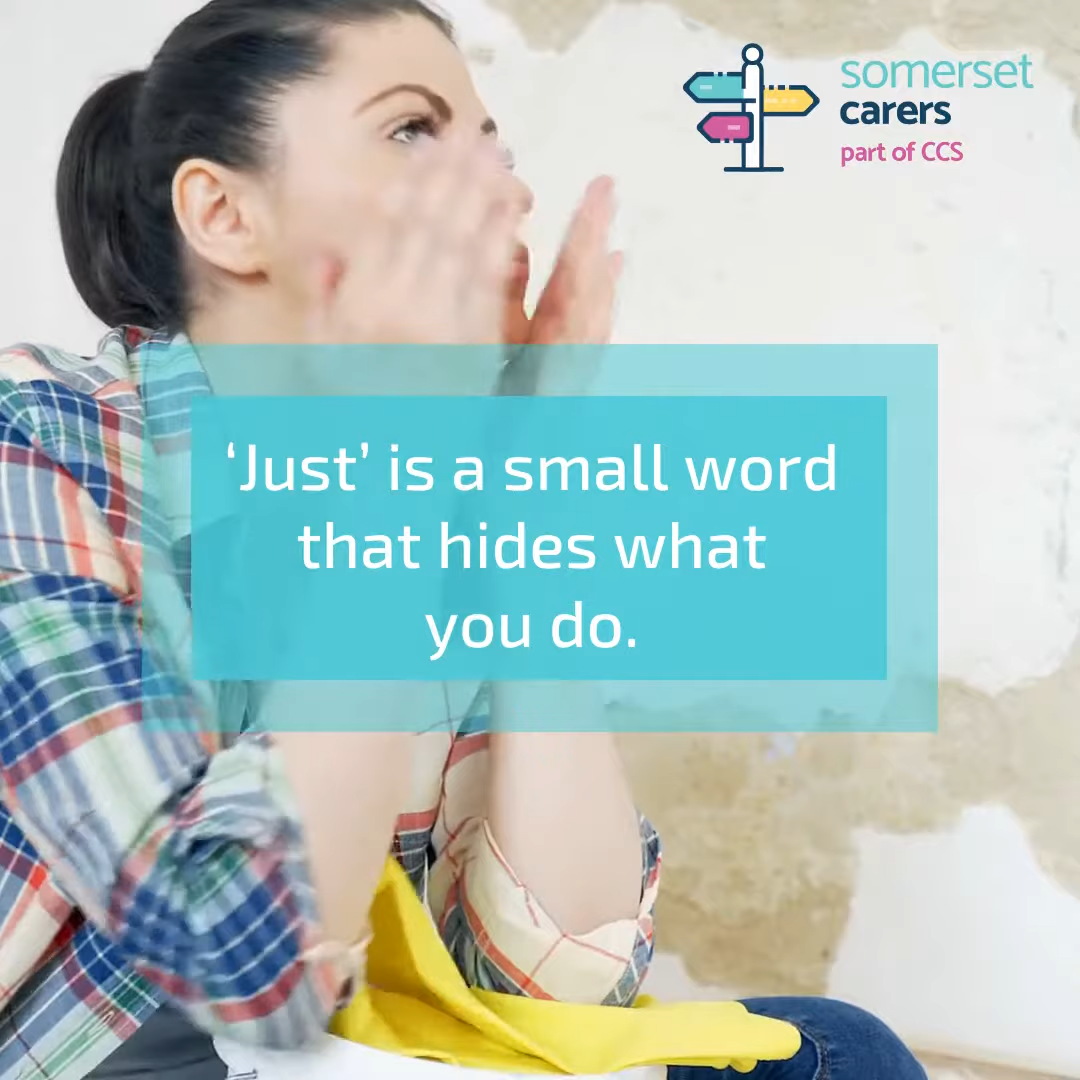 somerset
carers
part of CCS
‘Just’ is a small word
that hides what
you do.